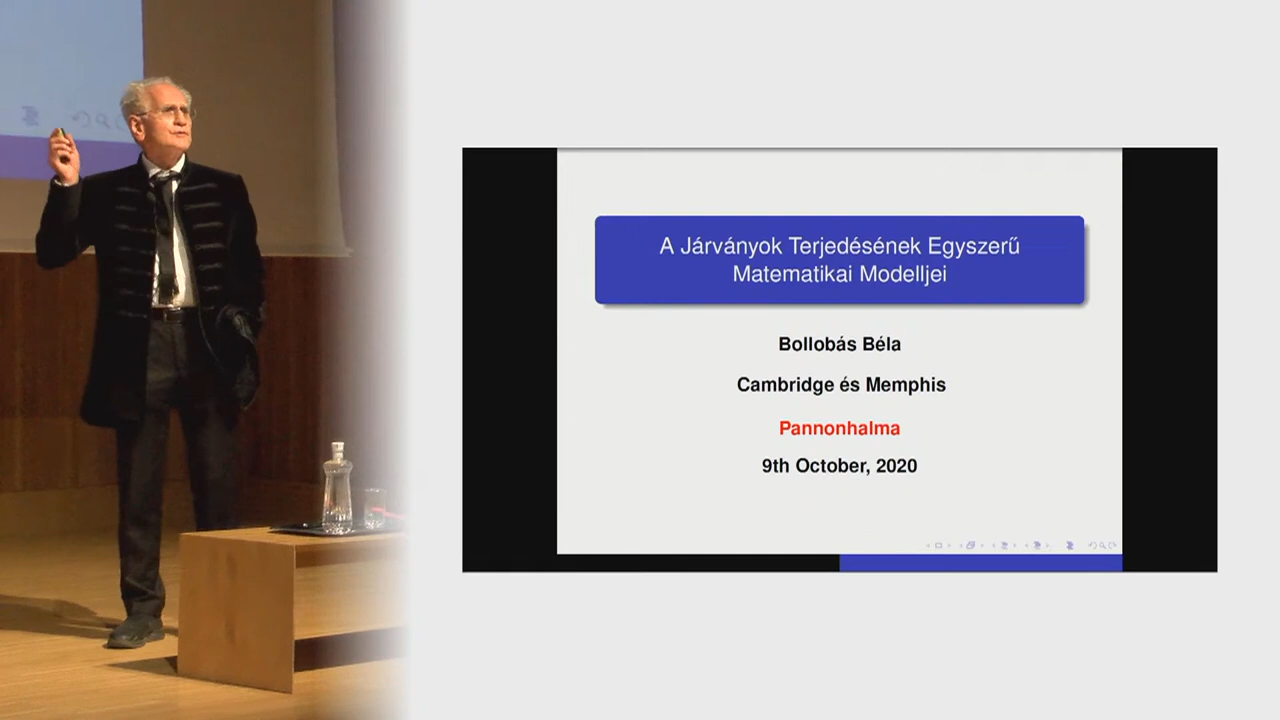 A Járványok Terjedésének Egyszerű
Matematikai Modelljei
Bollobás Béla
Cambridge és Memphis
Pannonhalma
9th October, 2020